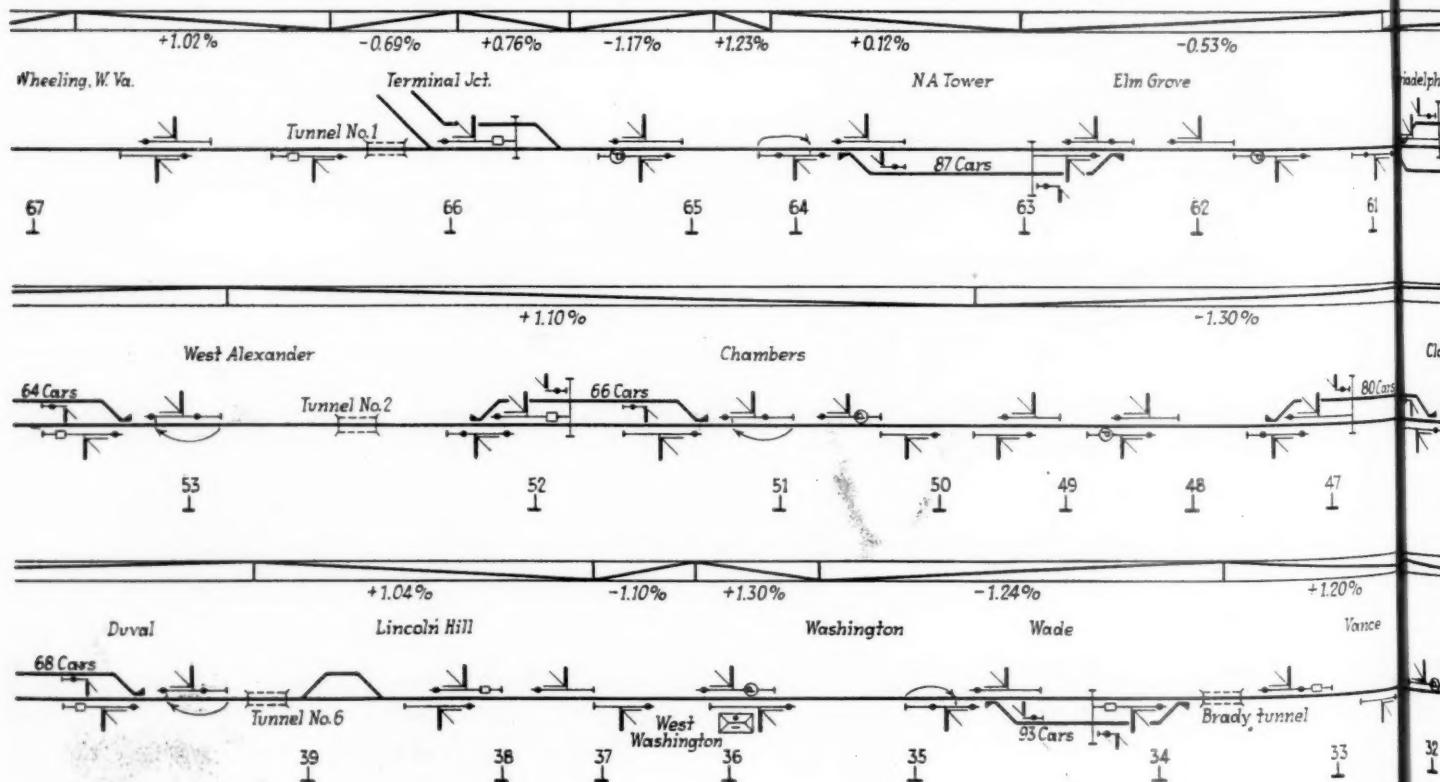 +1.02% -0.69% +0.76% -1.17% +1.23% +0.12% -0.53%
Wheeling, W. Va. Terminal Jct. NA Tower Elm Grove iadelph
Tunnel No.1
87 Cars
67 66 65 64 63 62 61
+1.10% -1.30%
West Alexander Chambers Cla
64 Cars 66 Cars 80 Cars
Tunnel No.2
53 52 51 50 49 48 47
+1.04% -1.10% +1.30% -1.24% +1.20%
Duval Lincoln Hill Washington Wade Vance
68 Cars
Tunnel No.6 West Washington 93 Cars Brady tunnel
39 38 37 36 35 34 33 32